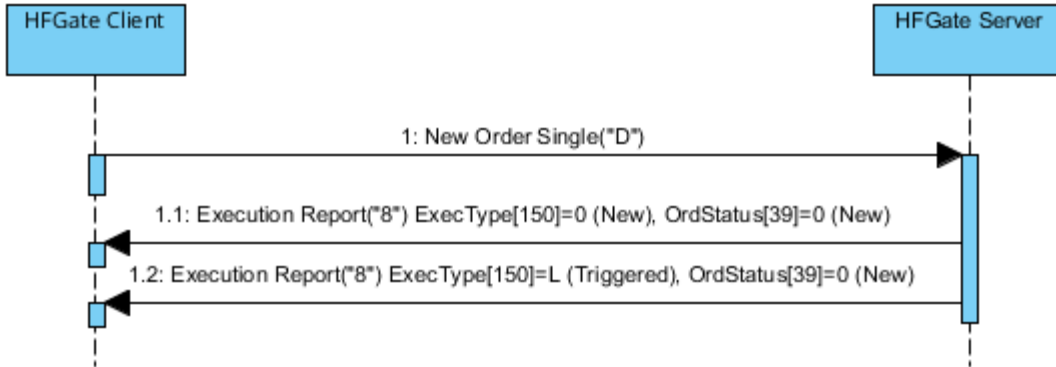 HFGate Client
HFGate Server
1: New Order Single("D")
1.1: Execution Report("8") ExecType[150]=0 (New), OrdStatus[39]=0 (New)
1.2: Execution Report("8") ExecType[150]=L (Triggered), OrdStatus[39]=0 (New)